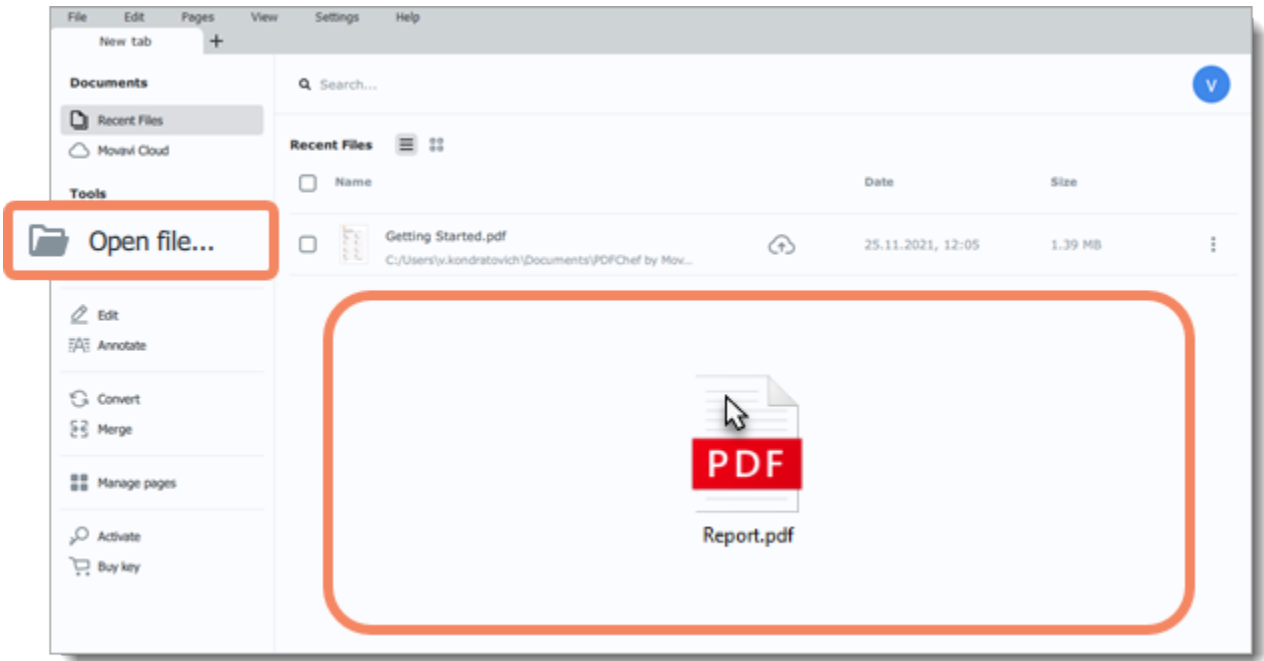 File Edit Pages View Settings Help
New tab +
Documents
Search...
V
Recent Files
Movavi Cloud
Recent Files
Name Date Size
Tools
Open file...
Getting Started.pdf
C:/Users\v.kondratovich\Documents\PDFChef by Mov...
25.11.2021, 12:05 1.39 MB
Edit
Annotate
Convert
Merge
Manage pages
Activate
Buy key
PDF
Report.pdf